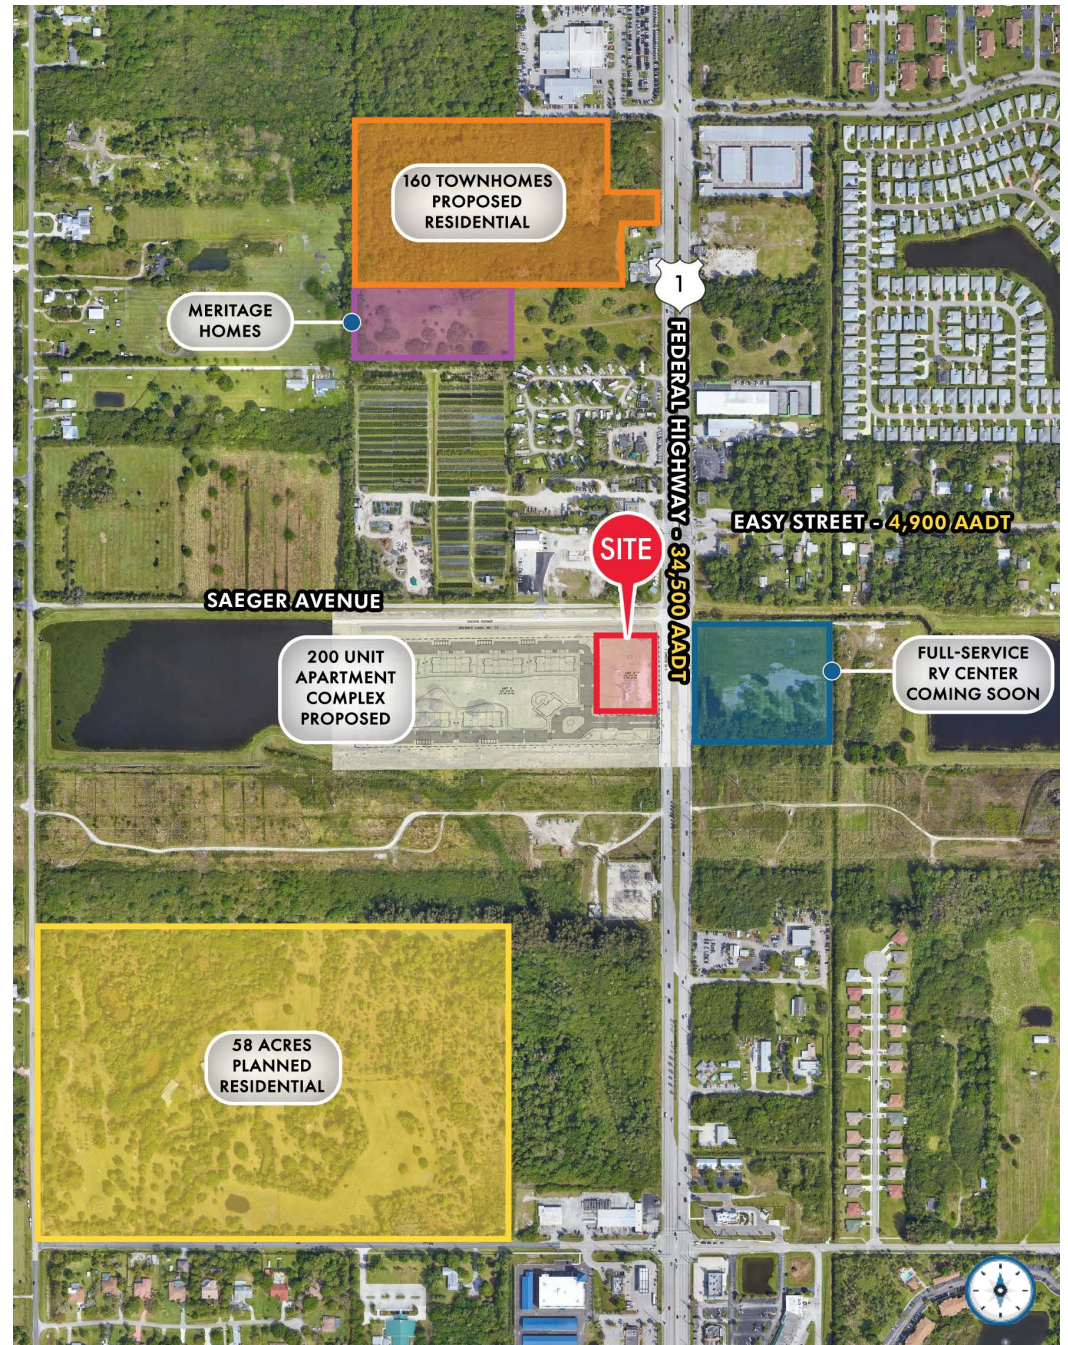 160 TOWNHOMES
PROPOSED
RESIDENTIAL
1
MERITAGE
HOMES
FEDERAL HIGHWAY - 34,500 AADT
EASY STREET - 4,900 AADT
SITE
SAEGER AVENUE
200 UNIT
APARTMENT
COMPLEX
PROPOSED
FULL-SERVICE
RV CENTER
COMING SOON
58 ACRES
PLANNED
RESIDENTIAL